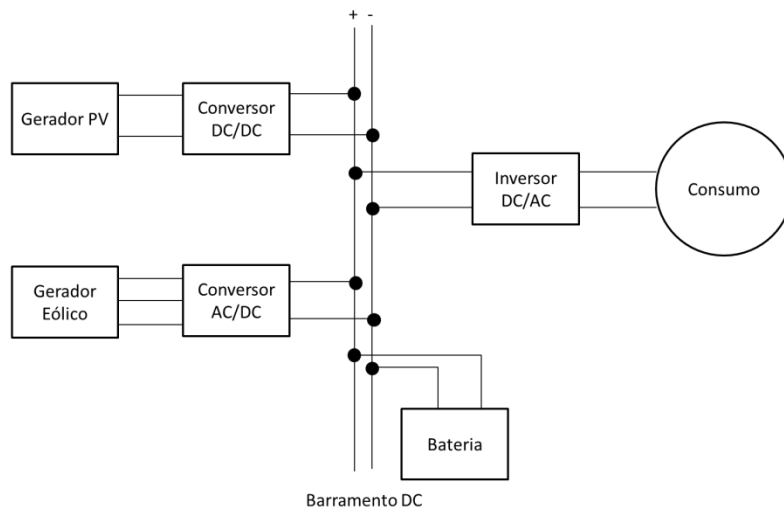 + -
Gerador PV
Conversor
DC/DC
Inversor
DC/AC
Consumo
Gerador
Eólico
Conversor
AC/DC
Bateria
Barramento DC